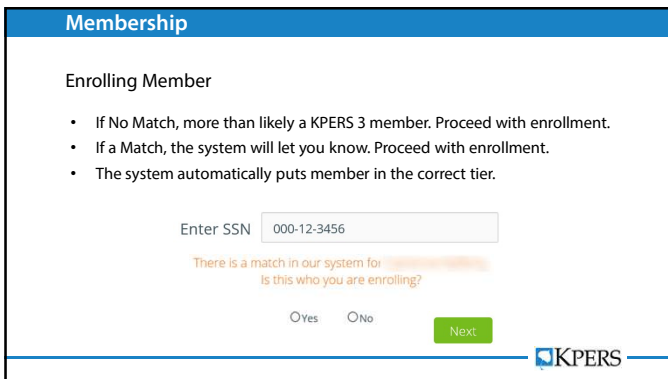 Membership
Enrolling Member
• If No Match, more than likely a KPERS 3 member. Proceed with enrollment.
• If a Match, the system will let you know. Proceed with enrollment.
• The system automatically puts member in the correct tier.
Enter SSN 000-12-3456
There is a match in our system for
Is this who you are enrolling?
Yes No
Next
KPERS